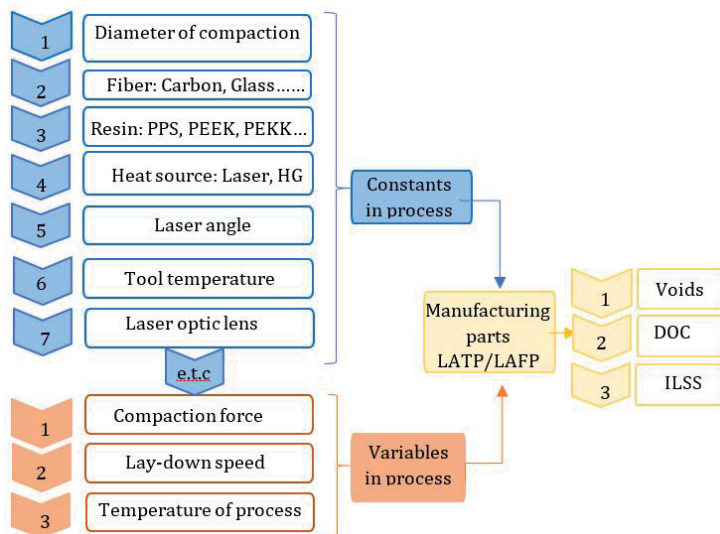 1 Diameter of compaction
2 Fiber: Carbon, Glass……
3 Resin: PPS, PEEK, PEKK…
4 Heat source: Laser, HG
5 Laser angle
6 Tool temperature
7 Laser optic lens
e.t.c
Constants
in process
1 Compaction force
2 Lay-down speed
3 Temperature of process
Variables
in process
Manufacturing
parts
LATP/LAFP
1 Voids
2 DOC
3 ILSS